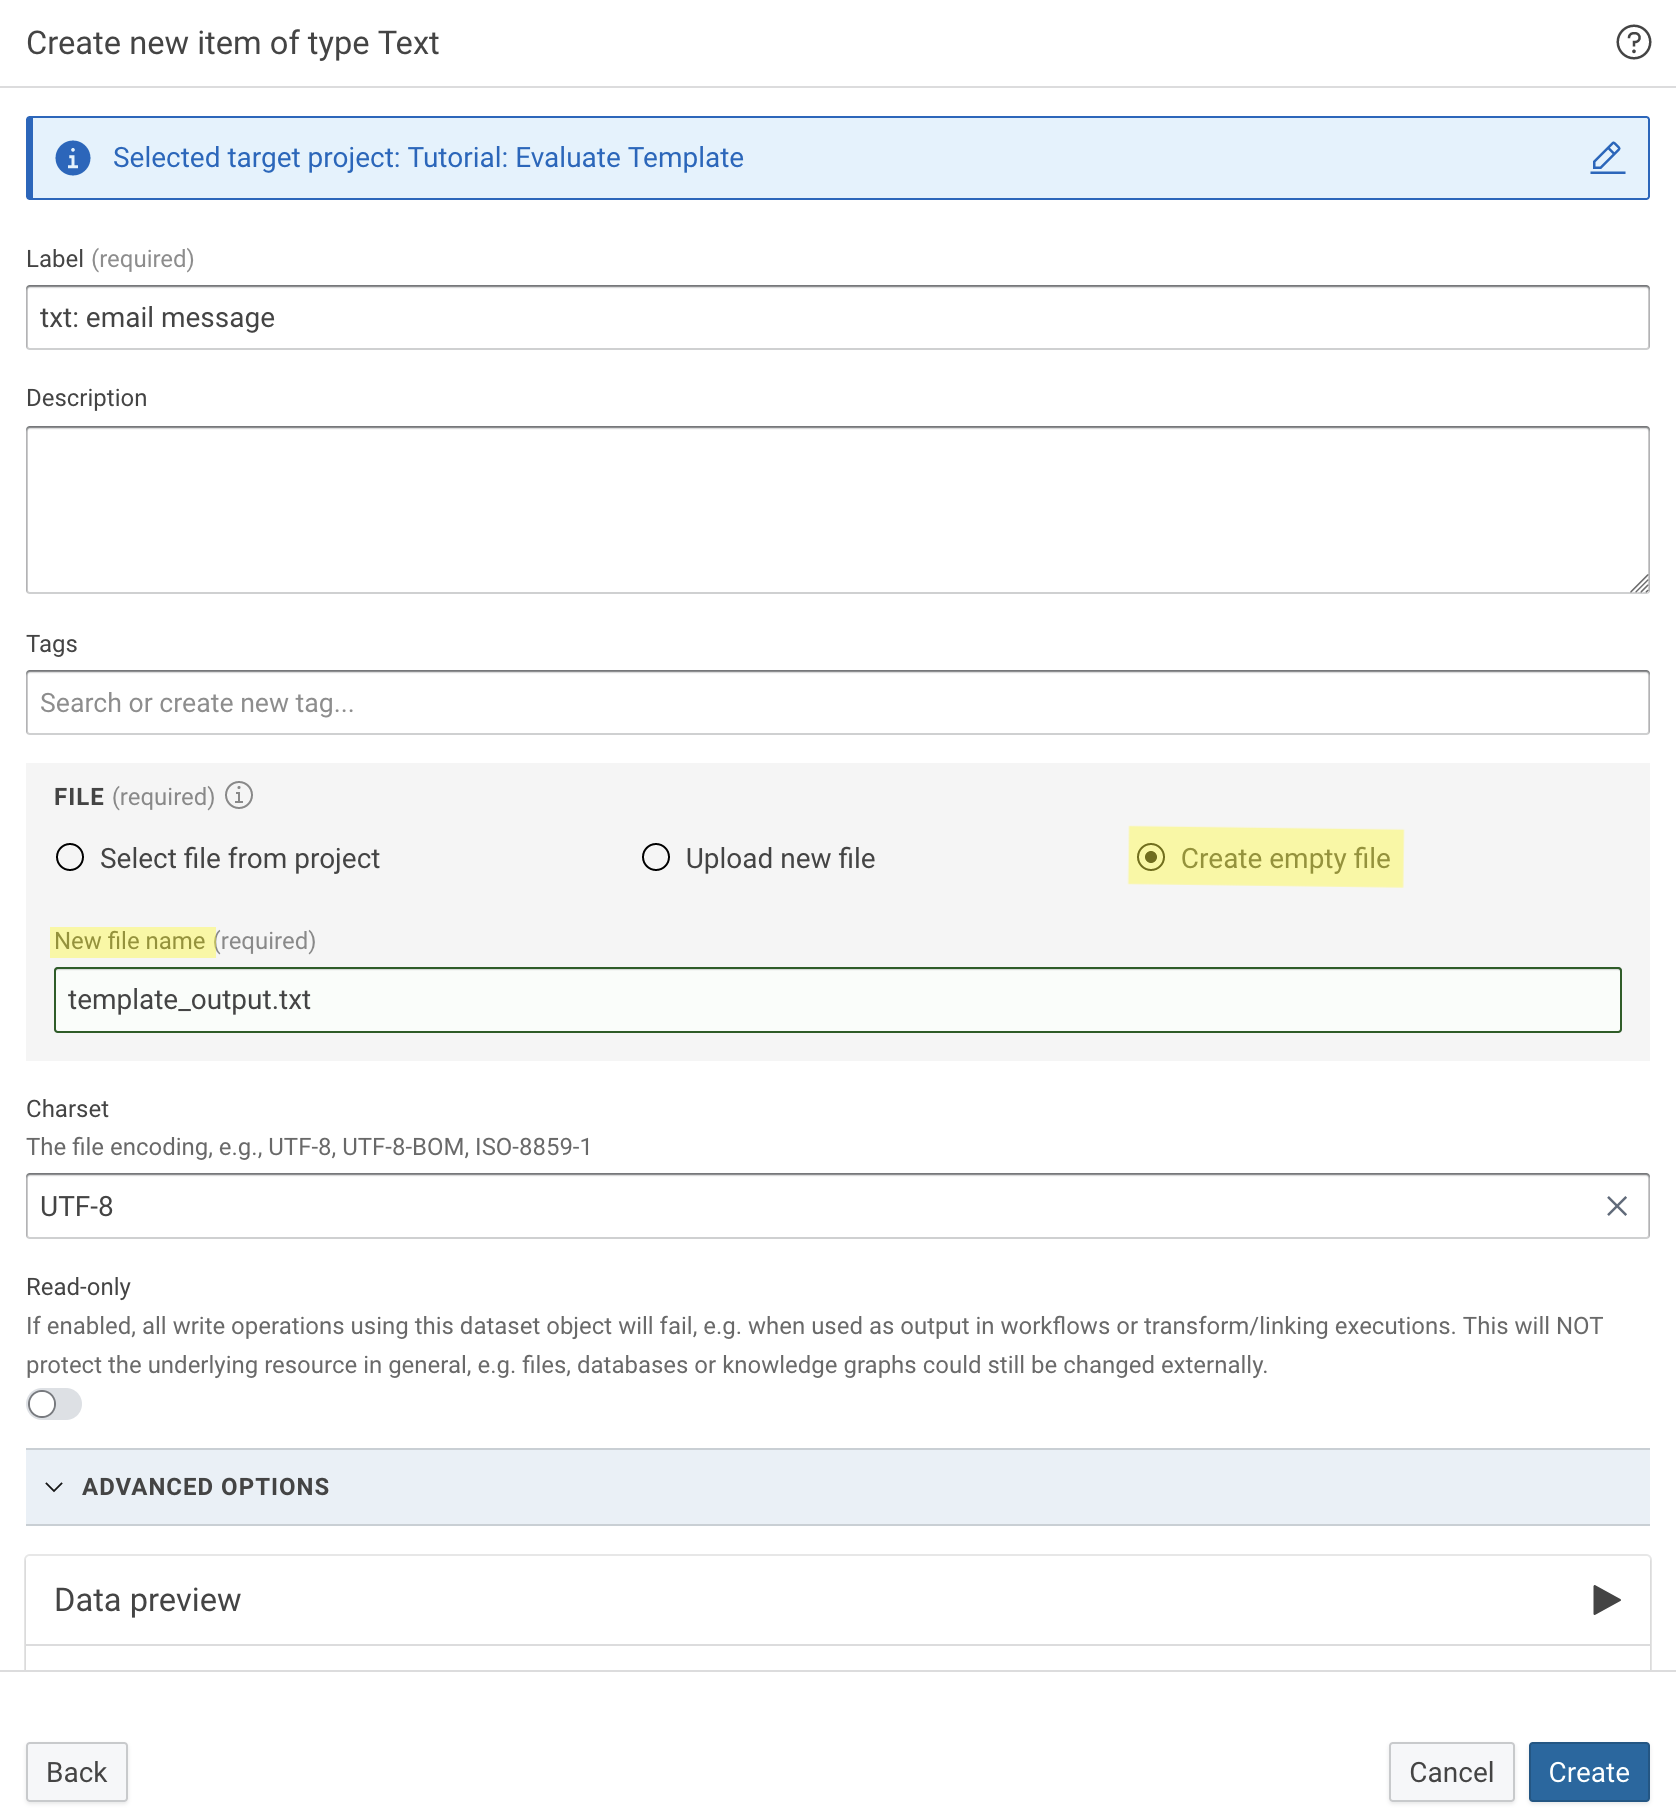 Create new item of type Text
Selected target project: Tutorial: Evaluate Template
Label (required)
txt: email message
Description
Tags
Search or create new tag...
FILE (required)
Select file from project
Upload new file
Create empty file
New file name (required)
template_output.txt
Charset
The file encoding, e.g., UTF-8, UTF-8-BOM, ISO-8859-1
UTF-8
Read-only
If enabled, all write operations using this dataset object will fail, e.g. when used as output in workflows or transform/linking executions. This will NOT
protect the underlying resource in general, e.g. files, databases or knowledge graphs could still be changed externally.
ADVANCED OPTIONS
Data preview
Back
Cancel
Create